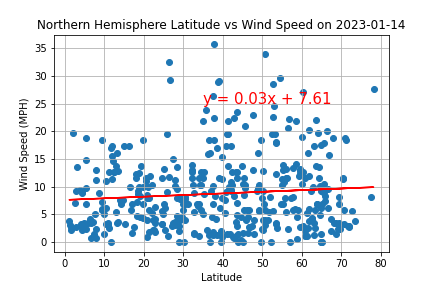 Northern Hemisphere Latitude vs Wind Speed on 2023-01-14
35
30
25
20
15
10
5
0
Wind Speed (MPH)
y = 0.03x + 7.61
0 10 20 30 40 50 60 70 80
Latitude